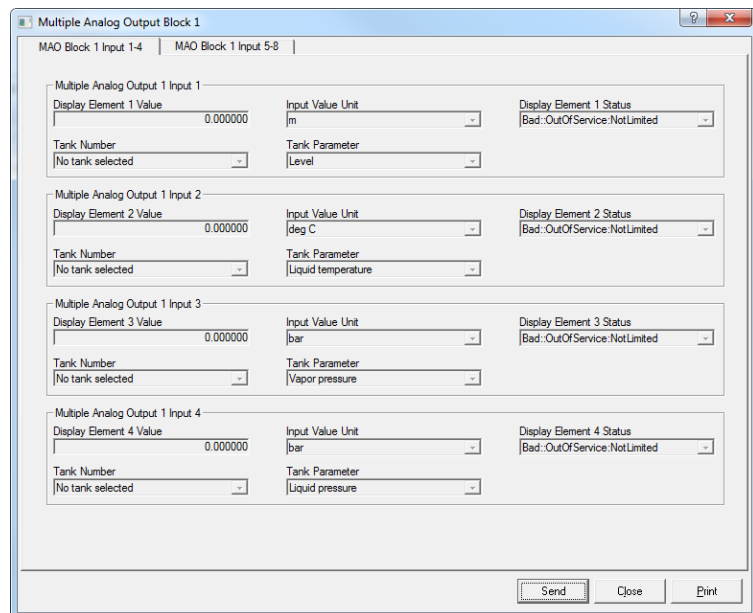 Multiple Analog Output Block 1
MAO Block 1 Input 1-4 MAO Block 1 Input 5-8
Multiple Analog Output 1 Input 1
Display Element 1 Value Input Value Unit Display Element 1 Status
0.000000 m Bad::OutOfService:NotLimited
Tank Number Tank Parameter
No tank selected Level
Multiple Analog Output 1 Input 2
Display Element 2 Value Input Value Unit Display Element 2 Status
0.000000 deg C Bad::OutOfService:NotLimited
Tank Number Tank Parameter
No tank selected Liquid temperature
Multiple Analog Output 1 Input 3
Display Element 3 Value Input Value Unit Display Element 3 Status
0.000000 bar Bad::OutOfService:NotLimited
Tank Number Tank Parameter
No tank selected Vapor pressure
Multiple Analog Output 1 Input 4
Display Element 4 Value Input Value Unit Display Element 4 Status
0.000000 bar Bad::OutOfService:NotLimited
Tank Number Tank Parameter
No tank selected Liquid pressure
Send Close Print